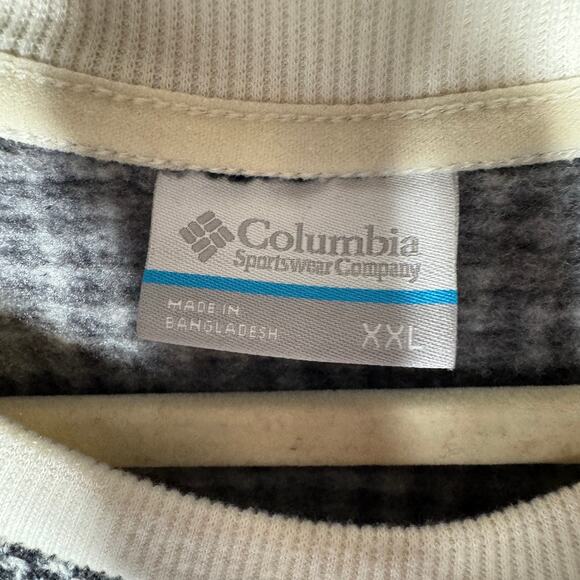 Columbia
Sportswear Company
MADE IN
BANGLADESH
XXL